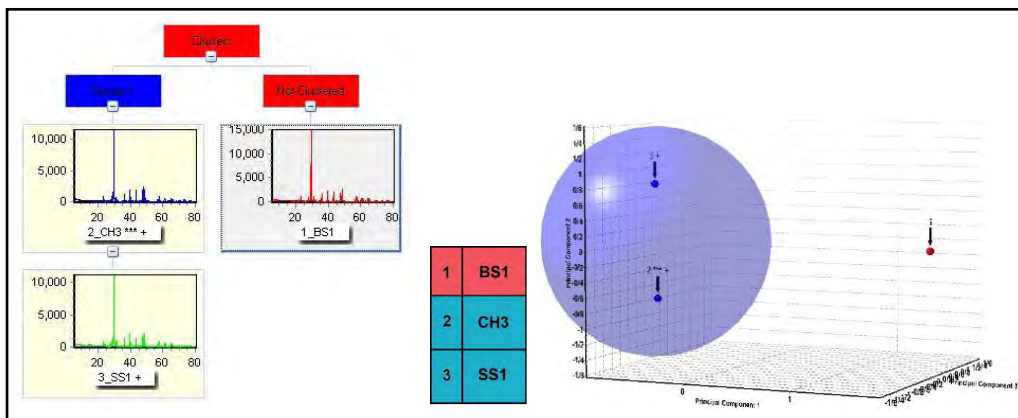 Clusters
Cluster 1
Not Clustered
10,000
5,000
0
20 40 60 80
2_CH3 *** +
15,000
10,000
5,000
0
20 40 60 80
1_BS1
10,000
5,000
0
20 40 60 80
3_SS1 +
1 BS1
2 CH3
3 SS1
3 +
1
Principal Component 2
0
1
Principal Component 1
Principal Component 3